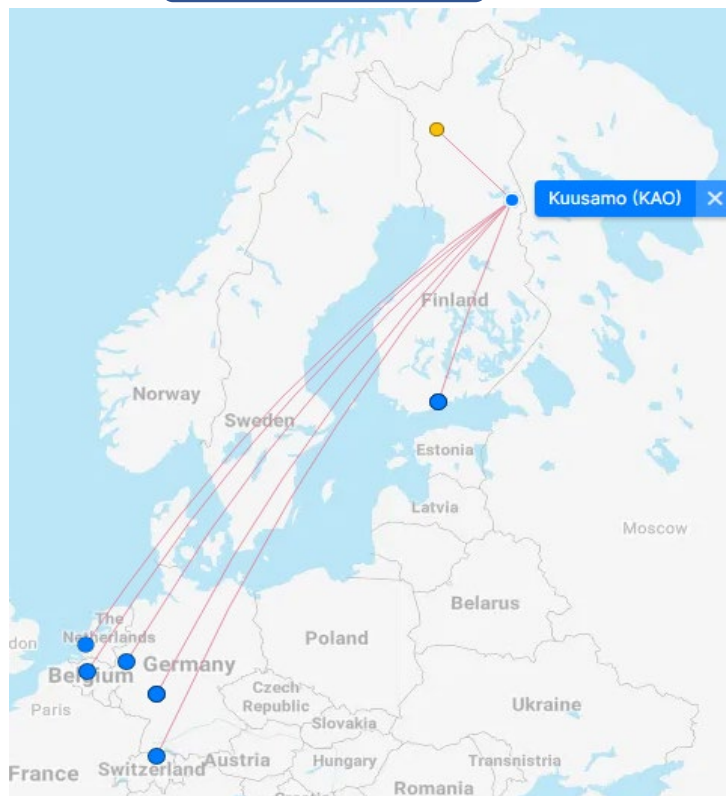 Kuusamo (KAO) ×
Finland
Norway
Sweden
Estonia
Latvia
Moscow
Belarus
The
Netherlands
don
Poland
Germany
Belgium
Czech
Republic
Paris
Ukraine
Slovakia
Austria
Hungary
Transnistria
Switzerland
France
Romania